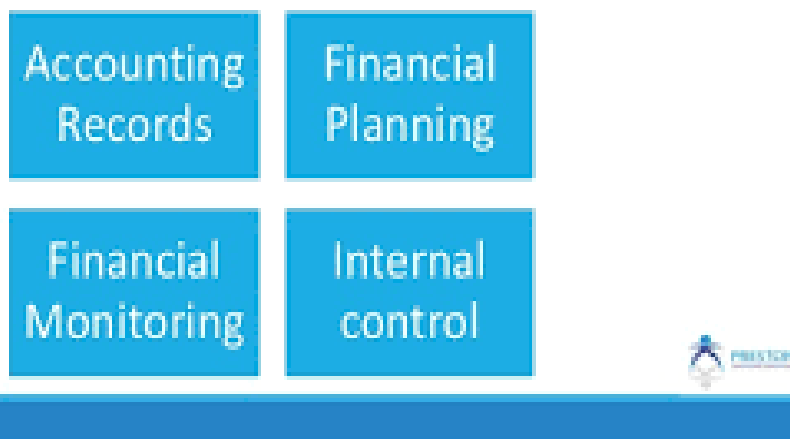 Accounting
Records
Financial
Planning
Financial
Monitoring
Internal
control